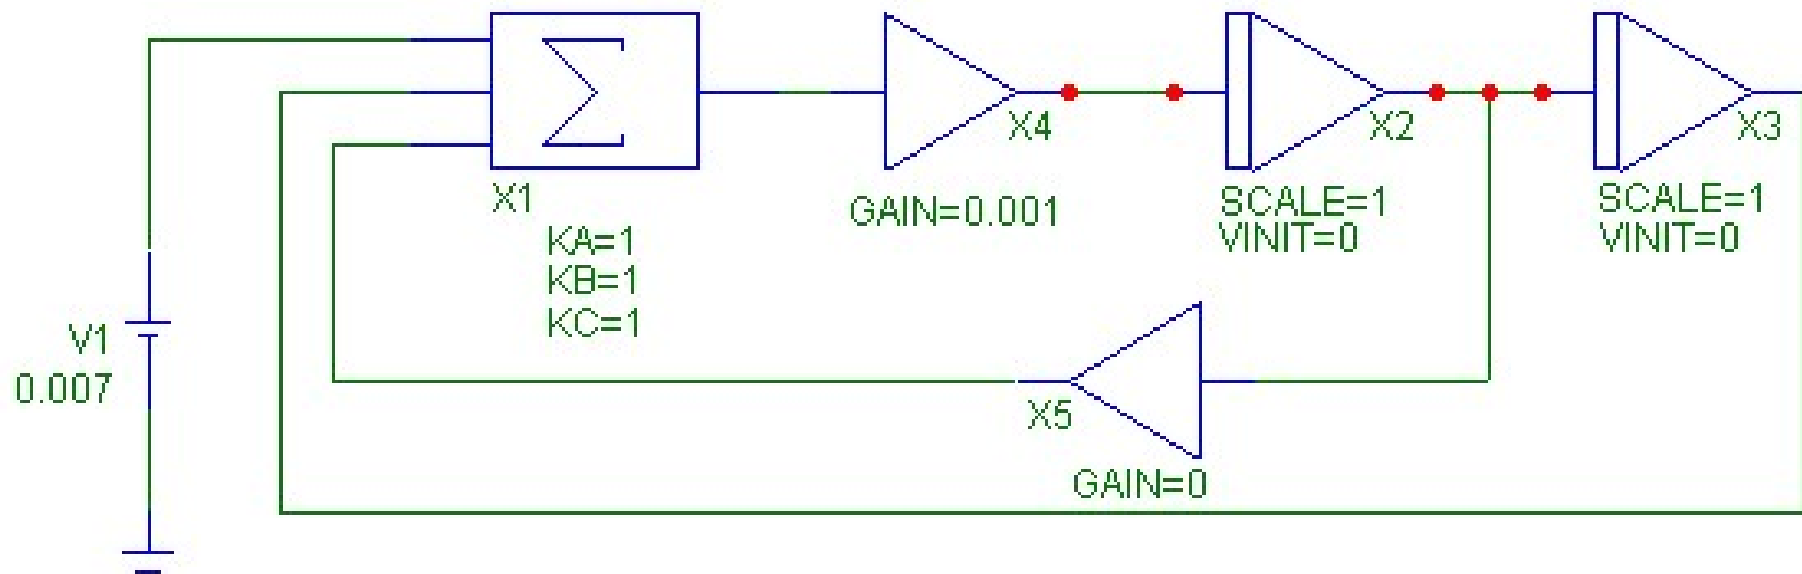 X4
X2
X3
X1
GAIN=0.001
SCALE=1
VINIT=0
SCALE=1
VINIT=0
KA=1
KB=1
KC=1
V1
0.007
X5
GAIN=0